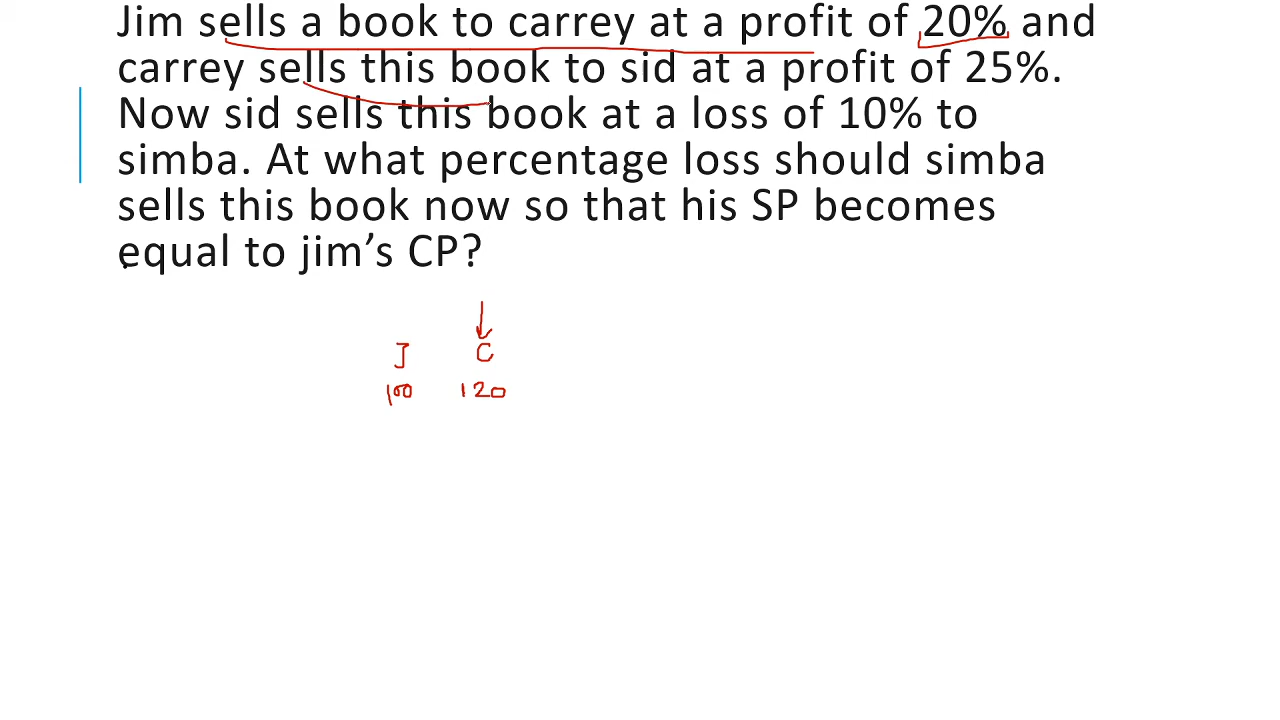 Jim sells a book to carrey at a profit of 20% and
carrey sells this book to sid at a profit of 25%.
Now sid sells this book at a loss of 10% to
simba. At what percentage loss should simba
sells this book now so that his SP becomes
equal to jim’s CP?
J C
100 120